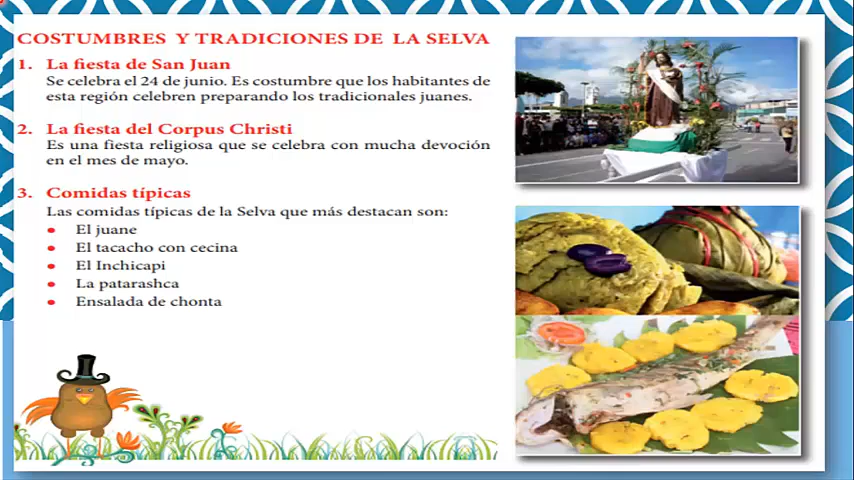 COSTUMBRES Y TRADICIONES DE LA SELVA
1. La fiesta de San Juan
Se celebra el 24 de junio. Es costumbre que los habitantes de
esta región celebren preparando los tradicionales juanes.
2. La fiesta del Corpus Christi
Es una fiesta religiosa que se celebra con mucha devoción
en el mes de mayo.
3. Comidas típicas
Las comidas típicas de la Selva que más destacan son:
• El juane
• El tacacho con cecina
• El Inchicapi
• La patarashca
• Ensalada de chonta